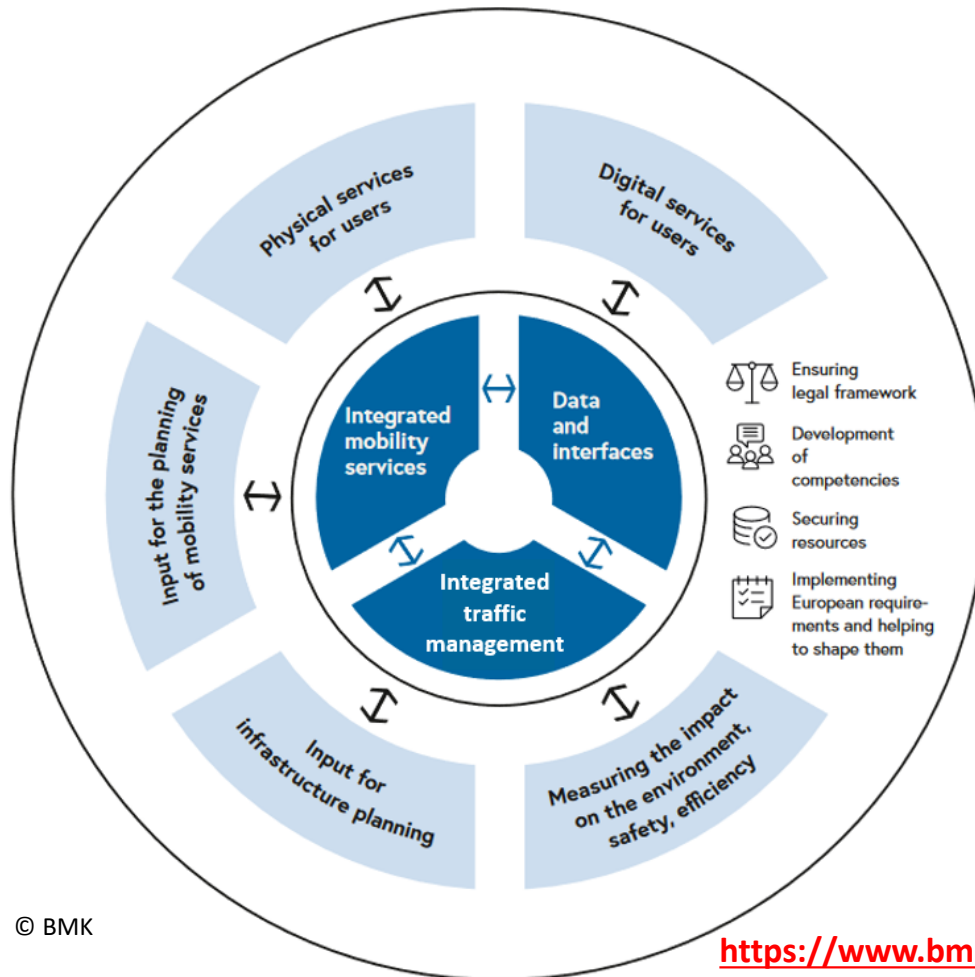 Physical services
for users
Digital services
for users
Input for the planning
of mobility services
Integrated
mobility
services
Data
and
interfaces
Integrated
traffic
management
Ensuring
legal framework
Development
of
competencies
Securing
resources
Implementing
European require-
ments and helping
to shape them
Input for
infrastructure planning
Measuring the impact
on the environment,
safety, efficiency
© BMK
https://www.bm